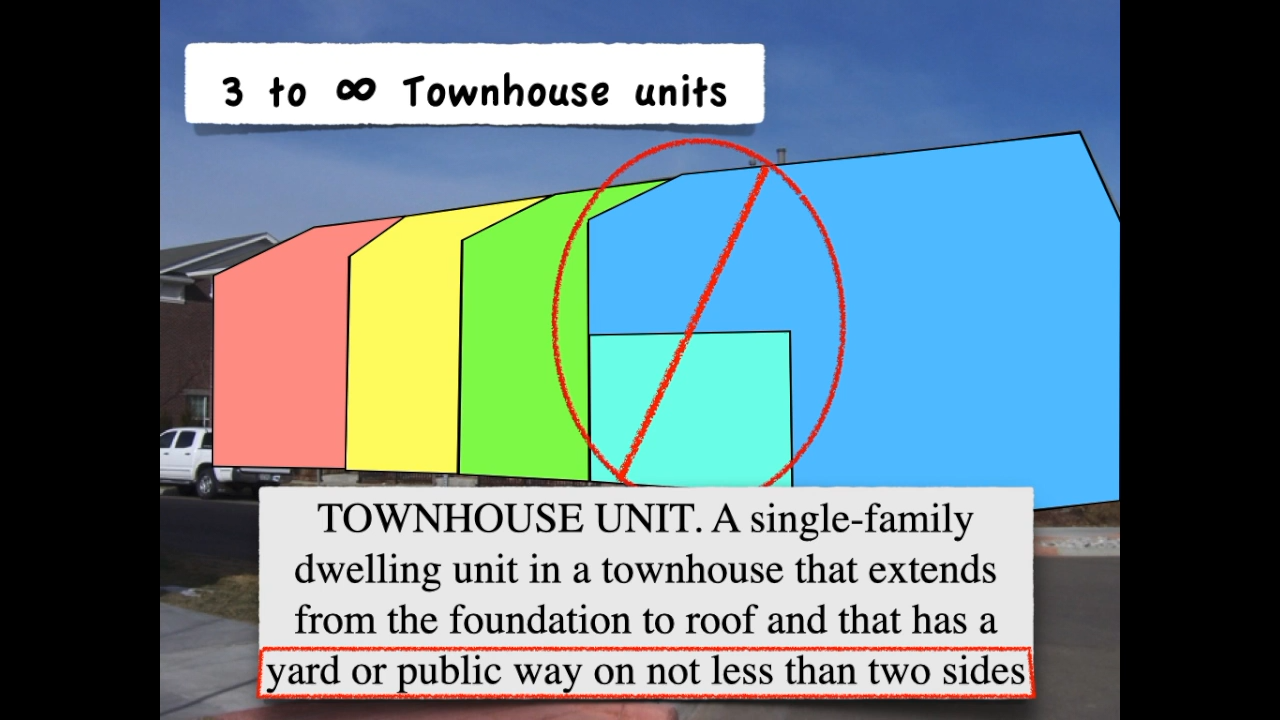 3 to ∞ Townhouse units
TOWNHOUSE UNIT. A single-family
dwelling unit in a townhouse that extends
from the foundation to roof and that has a
yard or public way on not less than two sides